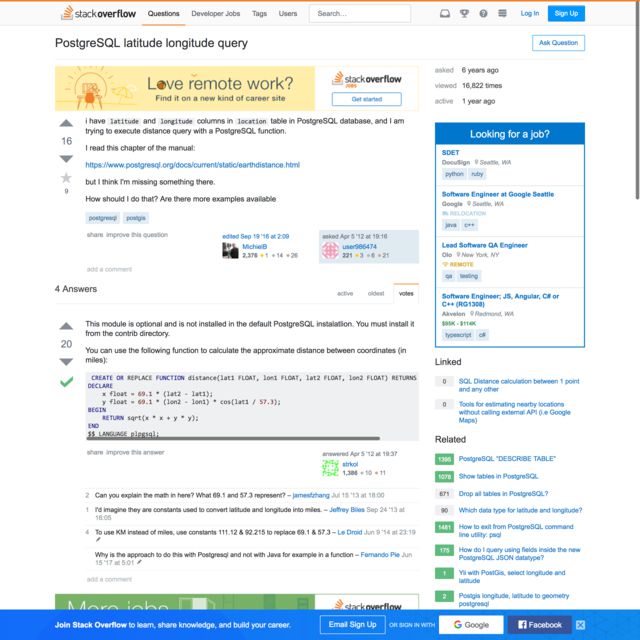 stackoverflow Questions Developer Jobs Tags Users Search... Log In Sign Up
PostgreSQL latitude longitude query
Ask Question
Love remote work?
Find it on a new kind of career site
stackoverflow
JOBS
Get started
asked 6 years ago
viewed 16,822 times
active 1 year ago
16
9
i have latitude and longitude columns in location table in PostgreSQL database, and I am
trying to execute distance query with a PostgreSQL function.
I read this chapter of the manual:
https://www.postgresql.org/docs/current/static/earthdistance.html
but I think I'm missing something there.
How should I do that? Are there more examples available
postgresql postgis
share improve this question
edited Sep 19 '16 at 2:09
MichielB
2,376 1 14 26
asked Apr 5 '12 at 19:16
user986474
221 3 6 21
add a comment
4 Answers
active oldest votes
20
This module is optional and is not installed in the default PostgreSQL instalatlion. You must install it
from the contrib directory.
You can use the following function to calculate the approximate distance between coordinates (in
miles):
CREATE OR REPLACE FUNCTION distance(lat1 FLOAT, lon1 FLOAT, lat2 FLOAT, lon2 FLOAT) RETURNS
DECLARE
x float = 69.1 * (lat2 - lat1);
y float = 69.1 * (lon2 - lon1) * cos(lat1 / 57.3);
BEGIN
RETURN sqrt(x * x + y * y);
END
$$ LANGUAGE plpgsql;
share improve this answer
answered Apr 5 '12 at 19:37
strkol
1,386 10 11
2 Can you explain the math in here? What 69.1 and 57.3 represent? – jamesfzhang Jul 15 '13 at 18:00
1 I'd imagine they are constants used to convert latitude and longitude into miles. – Jeffrey Biles Sep 24 '13 at
16:05
4 To use KM instead of miles, use constants 111.12 & 92.215 to replace 69.1 & 57.3 – Le Droid Jun 9 '14 at 23:19
Why is the approach to do this with Postgresql and not with Java for example in a function – Fernando Pie Jun
15 '17 at 5:01
add a comment
More jobs
stackoverflow
Looking for a job?
SDET
DocuSign Seattle, WA
python ruby
Software Engineer at Google Seattle
Google Seattle, WA
RELOCATION
java c++
Lead Software QA Engineer
Olo New York, NY
REMOTE
qa testing
Software Engineer; JS, Angular, C# or
C++ (RG1308)
Akvelon Redmond, WA
$95K - $114K
typescript c#
Linked
0 SQL Distance calculation between 1 point
and any other
0 Tools for estimating nearby locations
without calling external API (i.e Google
Maps)
Related
1395 PostgreSQL "DESCRIBE TABLE"
1078 Show tables in PostgreSQL
671 Drop all tables in PostgreSQL?
90 Which data type for latitude and longitude?
1481 How to exit from PostgreSQL command
line utility: psql
175 How do I query using fields inside the new
PostgreSQL JSON datatype?
1 Yii with PostGis, select longitude and
latitude
2 Postgis longitude, latitude to geometry
postgresql
Join Stack Overflow to learn, share knowledge, and build your career. Email Sign Up OR SIGN IN WITH Google Facebook